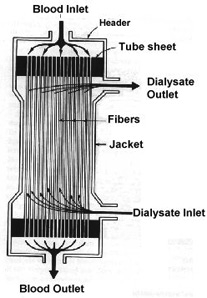 Blood Inlet
Header
Tube sheet
Dialysate
Outlet
Fibers
Jacket
Dialysate Inlet
Blood Outlet